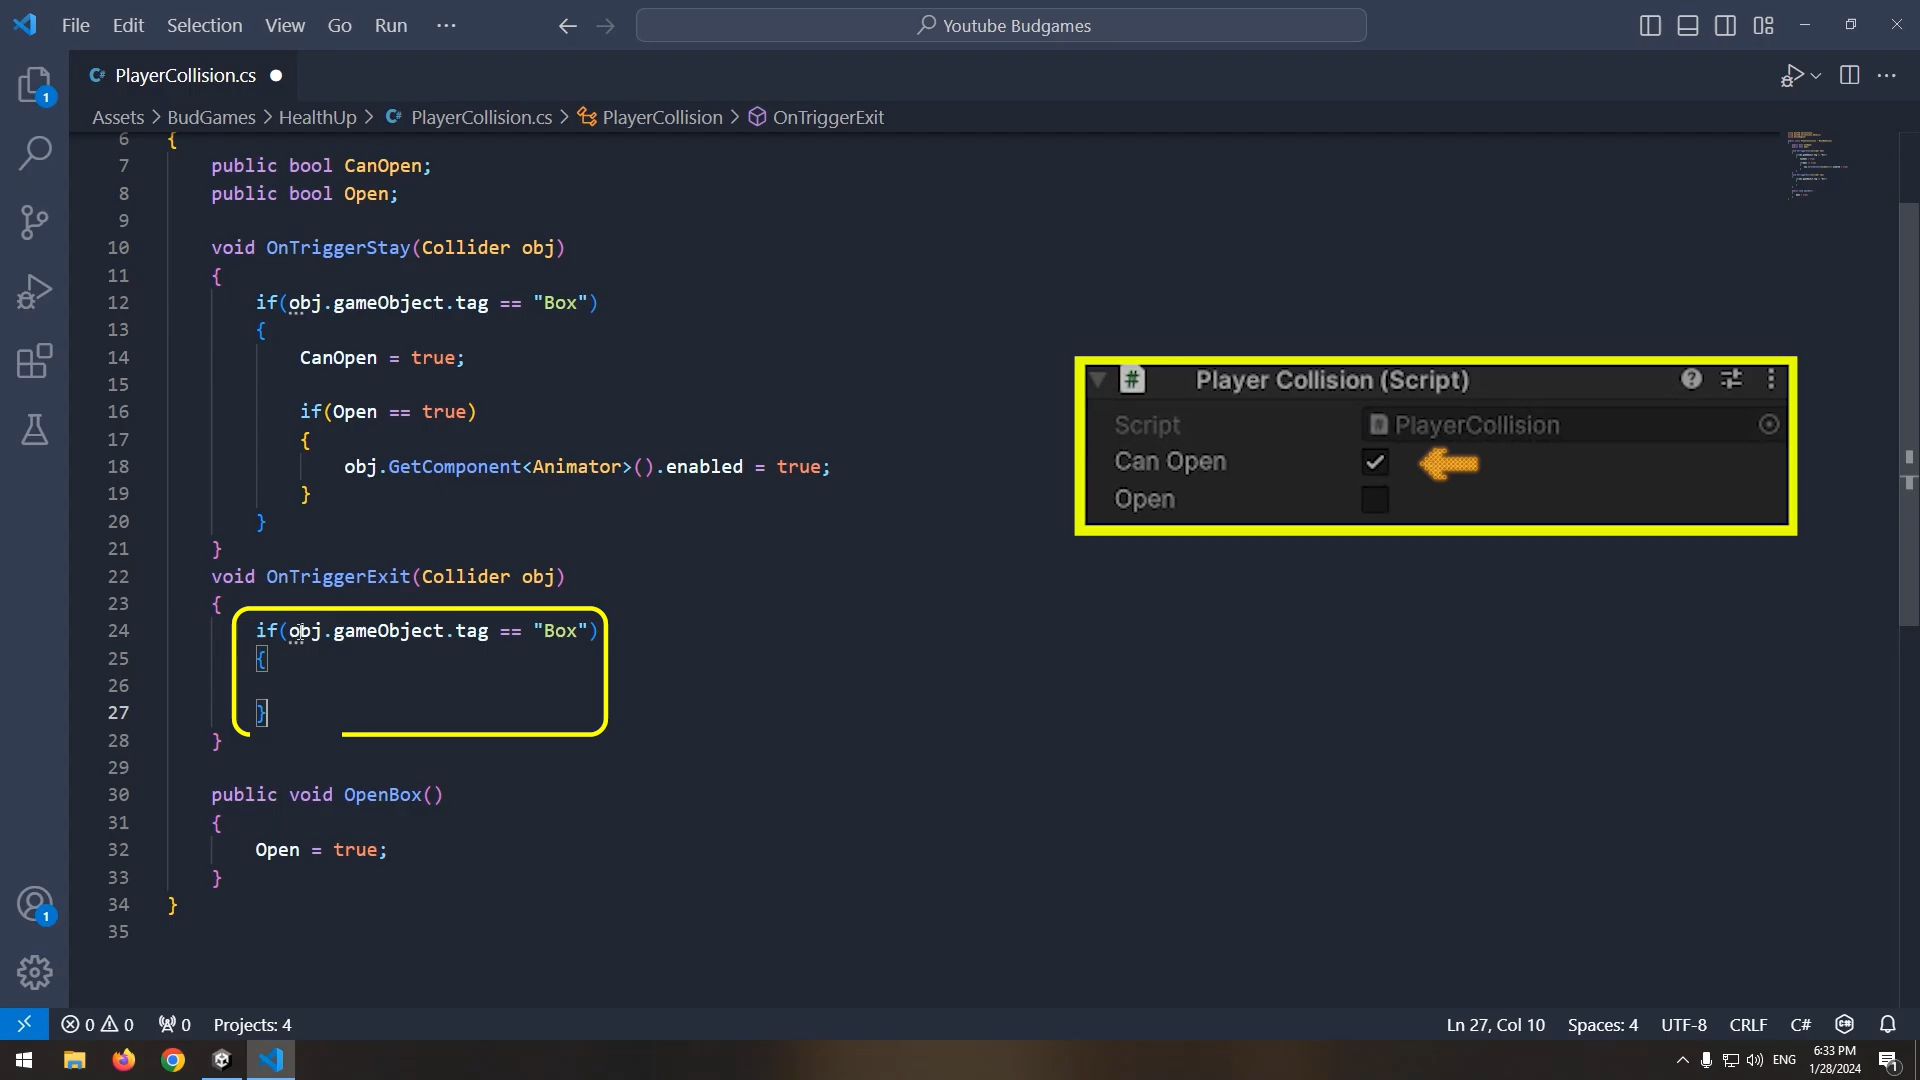 File Edit Selection View Go Run ···
Youtube Budgames
PlayerCollision.cs
1
Assets > BudGames > HealthUp > PlayerCollision.cs > PlayerCollision > OnTriggerExit
6 {
7 public bool CanOpen;
8 public bool Open;
9
10 void OnTriggerStay(Collider obj)
11 {
12 if(obj.gameObject.tag == "Box")
13 {
14 CanOpen = true;
15
16 if(Open == true)
17 {
18 obj.GetComponent<Animator>().enabled = true;
19 }
20 }
21 }
22 void OnTriggerExit(Collider obj)
23 {
24 if(obj.gameObject.tag == "Box")
25 {
26
27 }
28 }
29
30 public void OpenBox()
31 {
32 Open = true;
33 }
34 }
35
Player Collision (Script)
Script PlayerCollision
Can Open
Open
1
0 0 0 Projects: 4
Ln 27, Col 10 Spaces: 4 UTF-8 CRLF C#
ENG
6:33 PM
1/28/2024
1